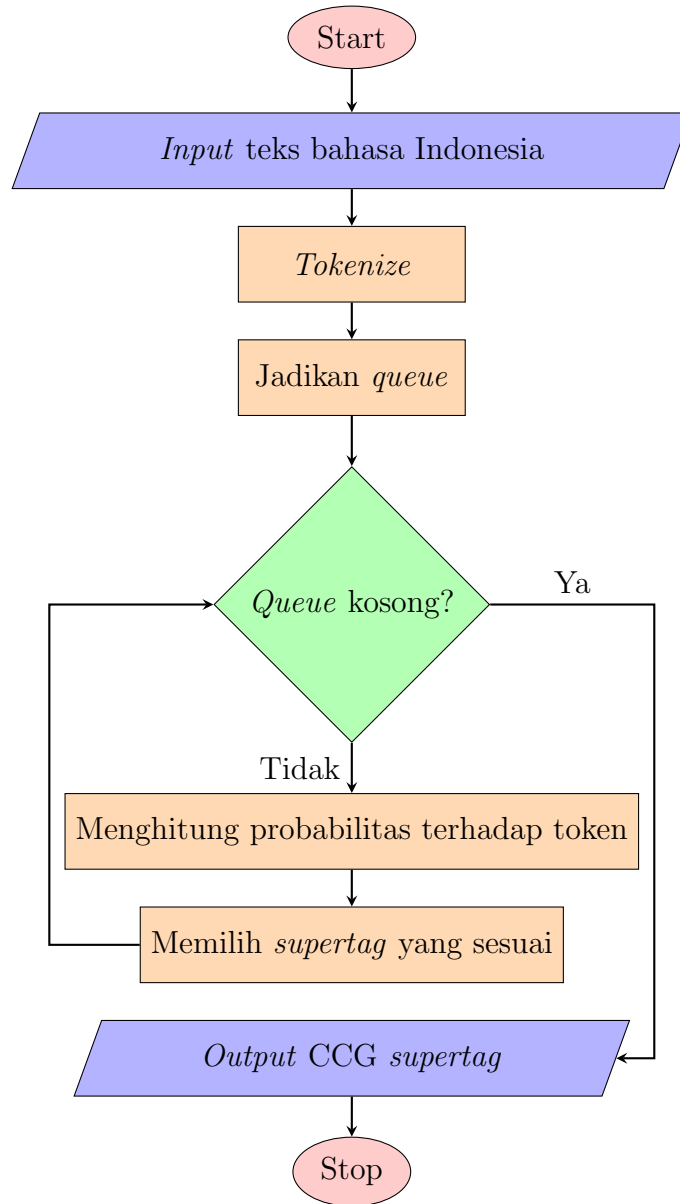 Start
Input teks bahasa Indonesia
Tokenize
Jadikan queue
Queue kosong?
Ya
Tidak
Menghitung probabilitas terhadap token
Memilih supertag yang sesuai
Output CCG supertag
Stop